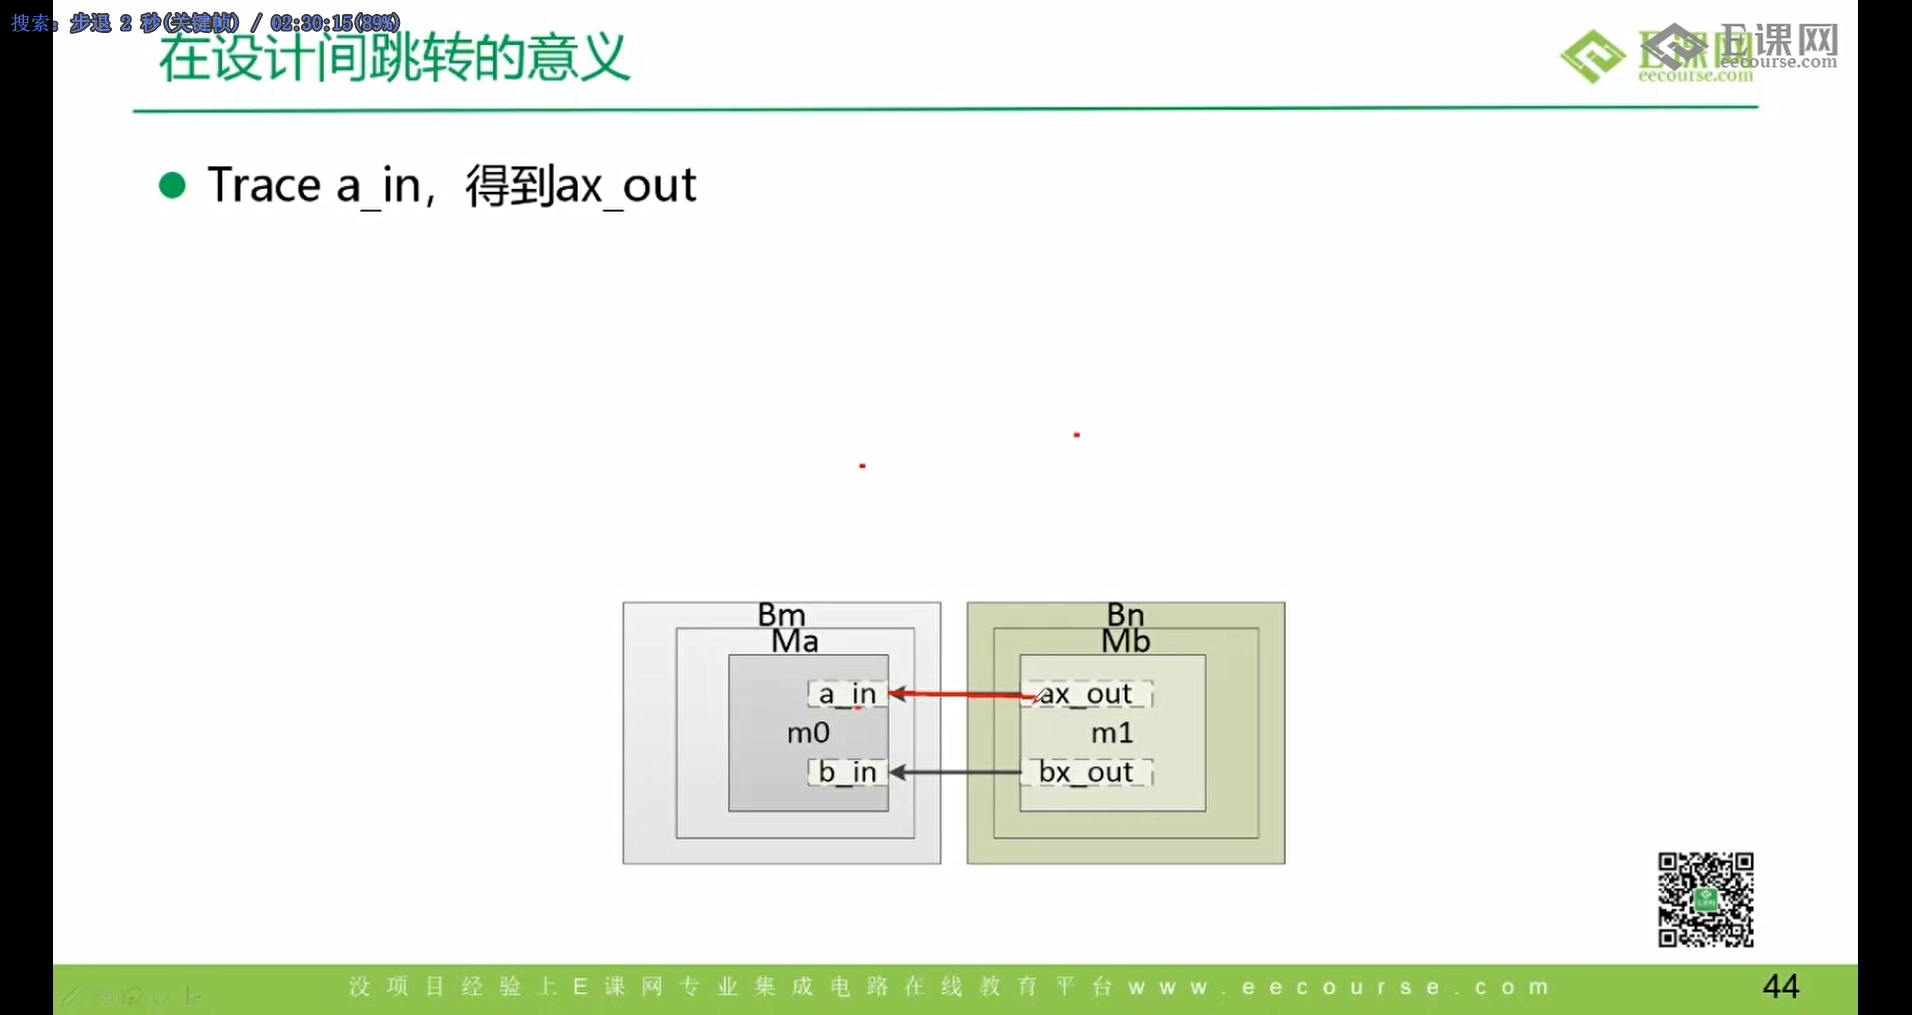 搜索: 步退 2 秒(关键帧) / 02:30:15(89%)
在设计间跳转的意义
E课网
eecourse.com
E课网
eecourse.com
Trace a_in，得到ax_out
Bm
Ma
a_in
m0
b_in
Bn
Mb
ax_out
m1
bx_out
没项目经验上E课网专业集成电路在线教育平台www.eecourse.com
44